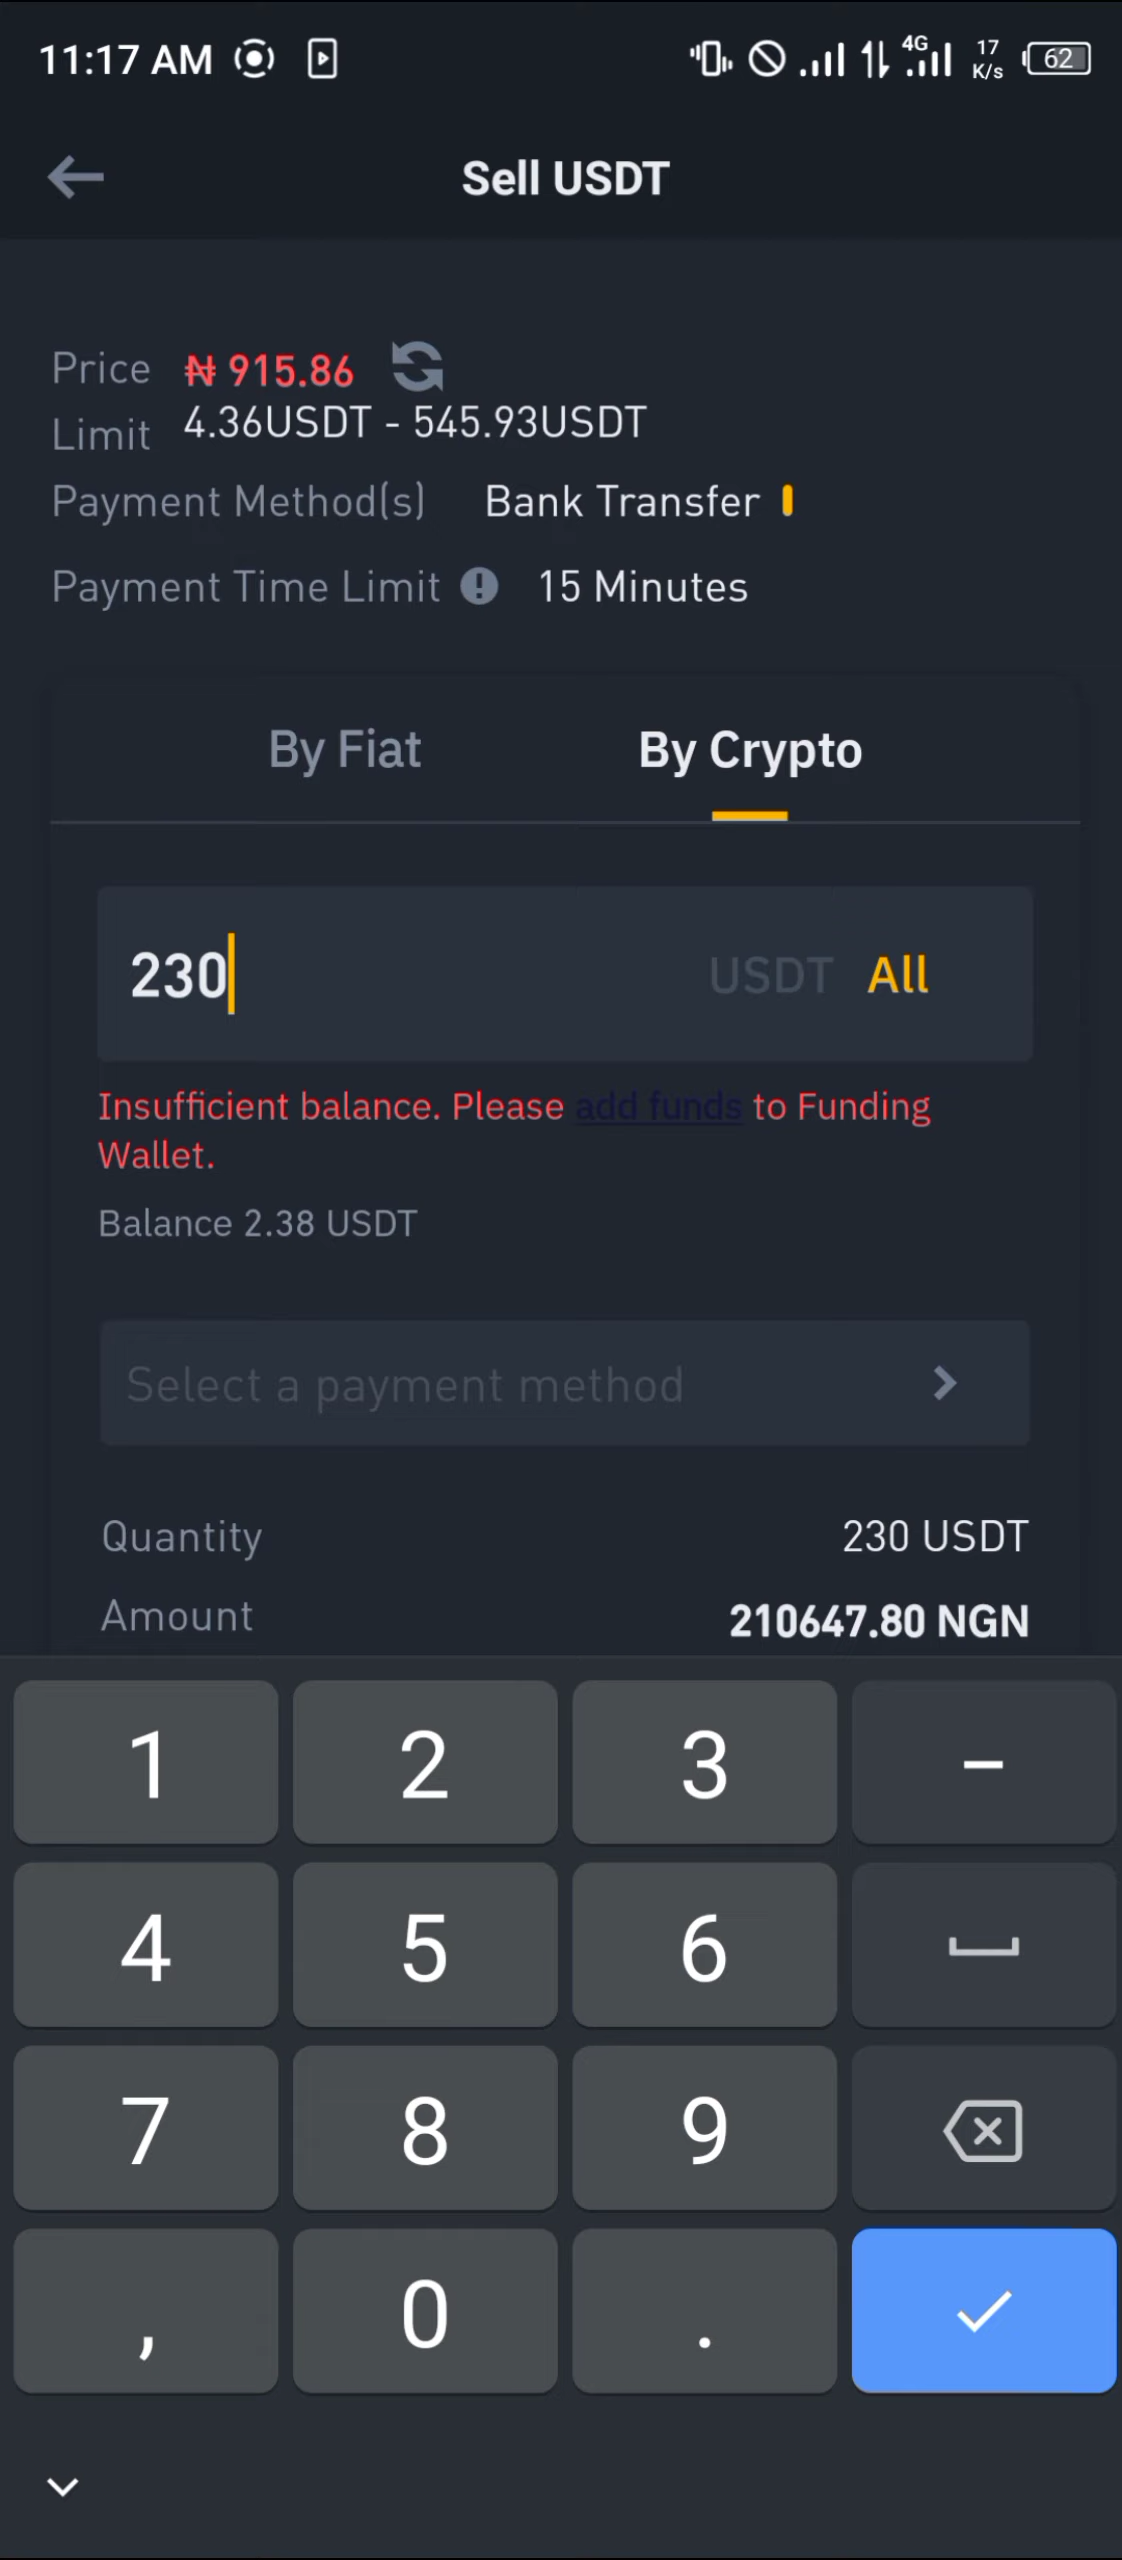 11:17 AM
4G
17
K/s
62
Sell USDT
Price ₦ 915.86
Limit 4.36USDT - 545.93USDT
Payment Method(s) Bank Transfer
Payment Time Limit 15 Minutes
By Fiat By Crypto
230 USDT All
Insufficient balance. Please add funds to Funding
Wallet.
Balance 2.38 USDT
Select a payment method
Quantity 230 USDT
Amount 210647.80 NGN
1 2 3 -
4 5 6
7 8 9
, 0 .